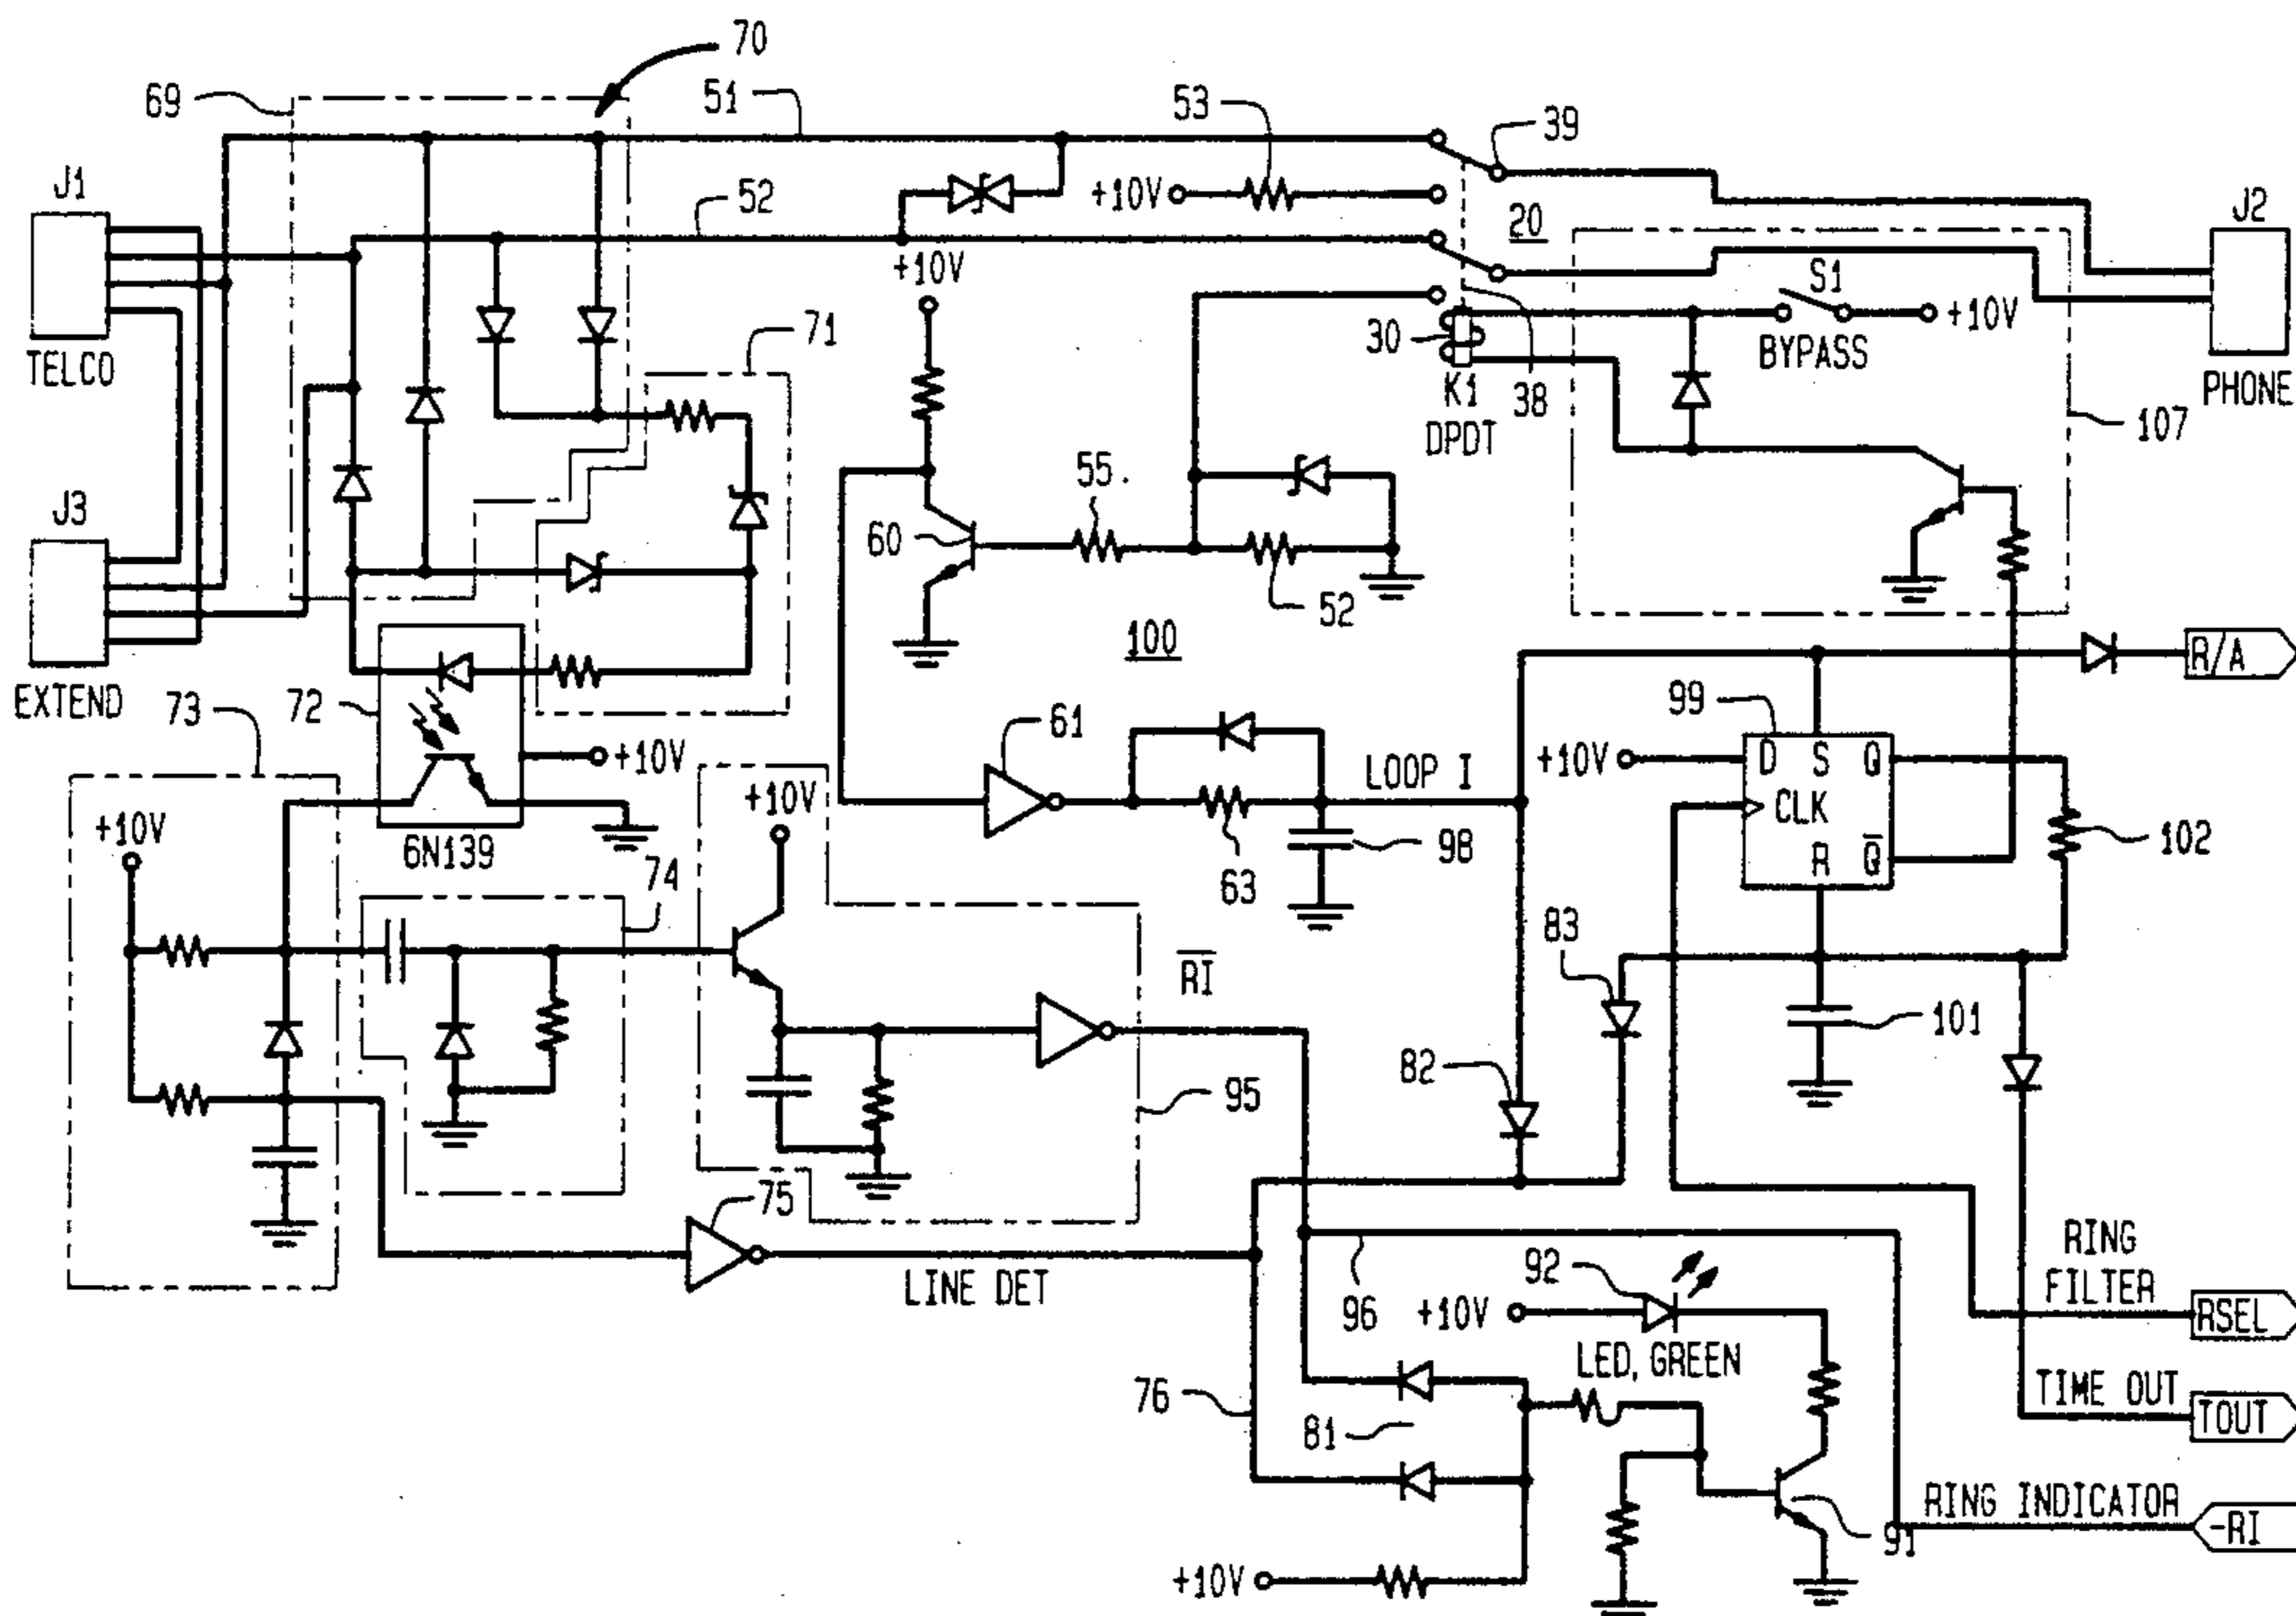 70
69
51
53
39
J1
+10V
J2
52
20
+10V
S1
+10V
71
30
BYPASS
TELCO
K1
DPDT
38
PHONE
107
55
J3
60
52
100
R/A
EXTEND
73
72
61
99
+10V
+10V
D S Q
+10V
LOOP I
CLK
+10V
6N139
98
R Q̅
102
74
63
83
R̅I̅
101
82
95
75
RING
FILTER
LINE DET
92
+10V
96
RSEL
LED, GREEN
76
TIME OUT
TOUT
81
RING INDICATOR
-RI
91
+10V